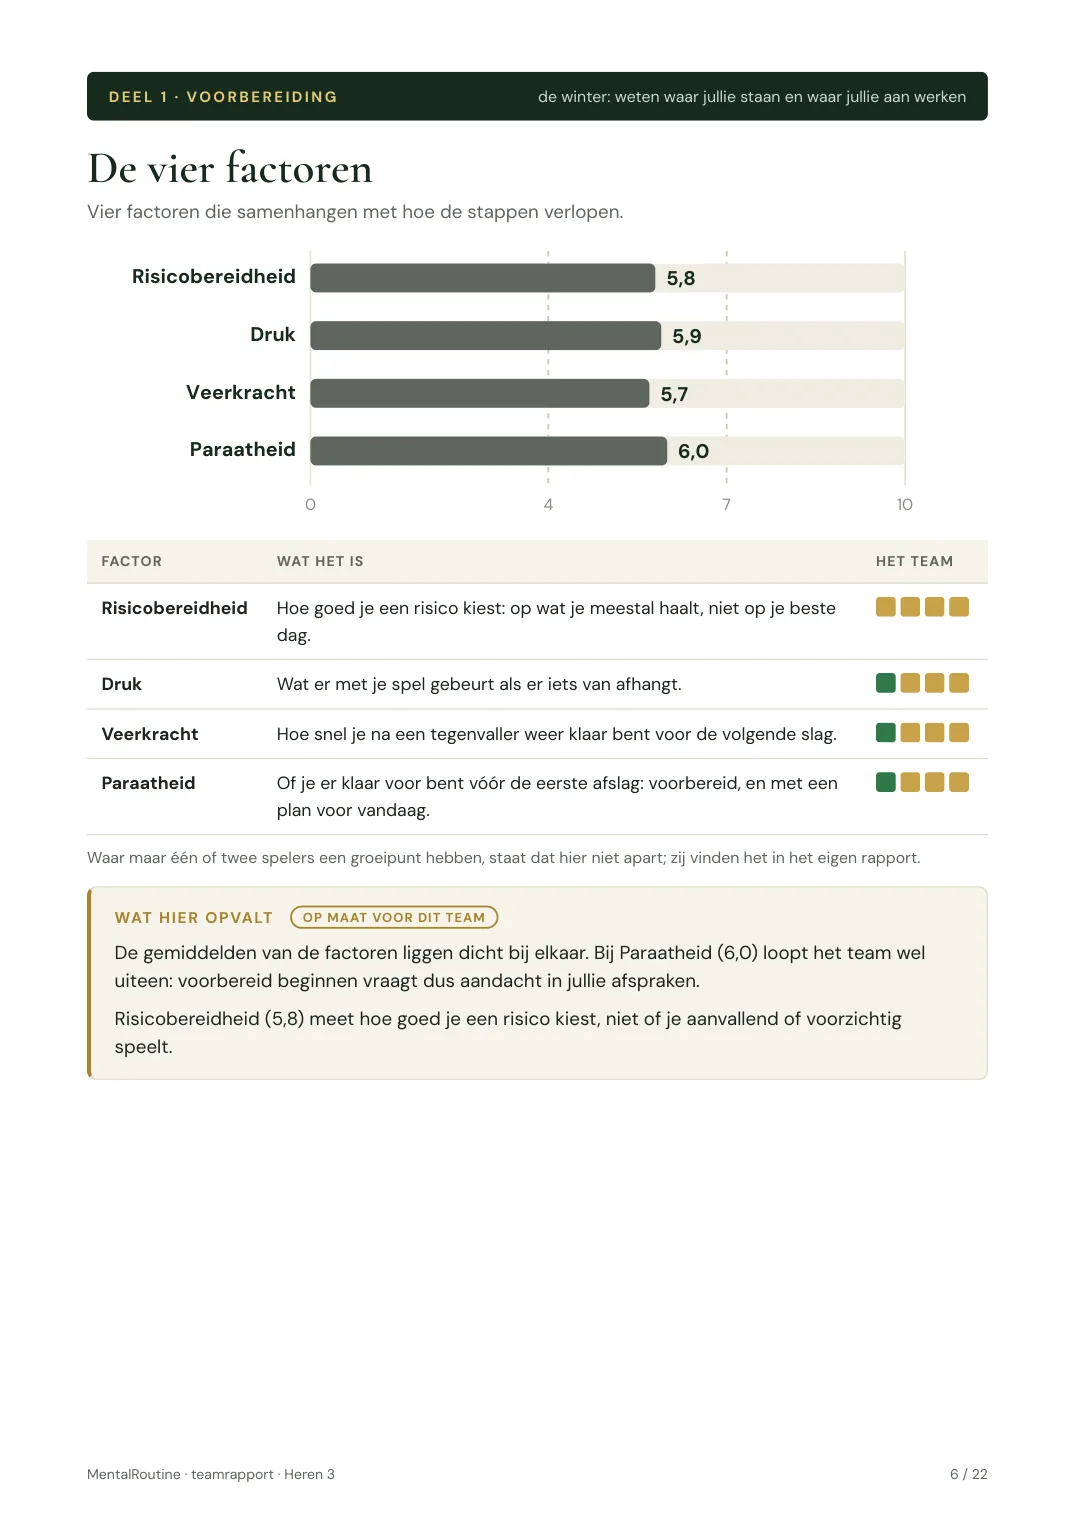 DEEL 1 · VOORBEREIDING
de winter: weten waar jullie staan en waar jullie aan werken
De vier factoren
Vier factoren die samenhangen met hoe de stappen verlopen.
Risicobereidheid 5,8
Druk 5,9
Veerkracht 5,7
Paraatheid 6,0
0 4 7 10
FACTOR WAT HET IS HET TEAM
Risicobereidheid Hoe goed je een risico kiest: op wat je meestal haalt, niet op je beste
dag.
Druk Wat er met je spel gebeurt als er iets van afhangt.
Veerkracht Hoe snel je na een tegenvaller weer klaar bent voor de volgende slag.
Paraatheid Of je er klaar voor bent vóór de eerste afslag: voorbereid, en met een
plan voor vandaag.
Waar maar één of twee spelers een groeipunt hebben, staat dat hier niet apart; zij vinden het in het eigen rapport.
WAT HIER OPVALT OP MAAT VOOR DIT TEAM
De gemiddelden van de factoren liggen dicht bij elkaar. Bij Paraatheid (6,0) loopt het team wel
uiteen: voorbereid beginnen vraagt dus aandacht in jullie afspraken.
Risicobereidheid (5,8) meet hoe goed je een risico kiest, niet of je aanvallend of voorzichtig
speelt.
MentalRoutine · teamrapport · Heren 3
6 / 22